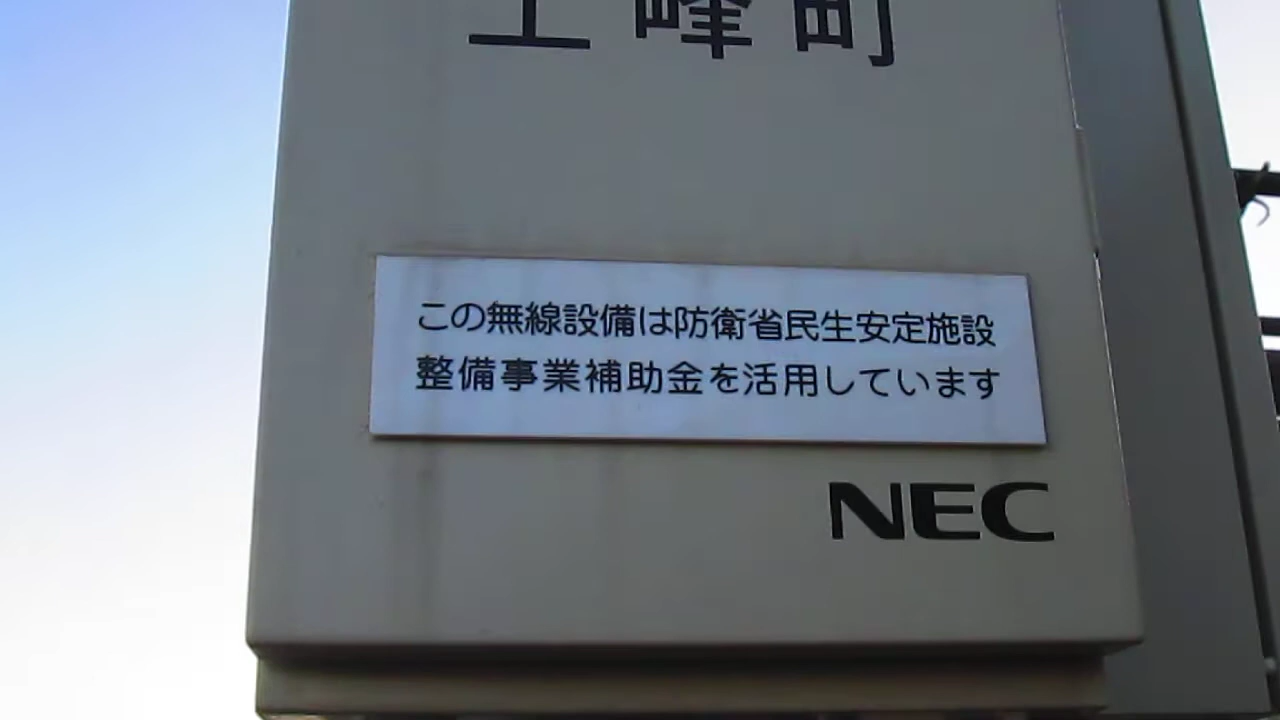 上峰町
この無線設備は防衛省民生安定施設
整備事業補助金を活用しています
NEC